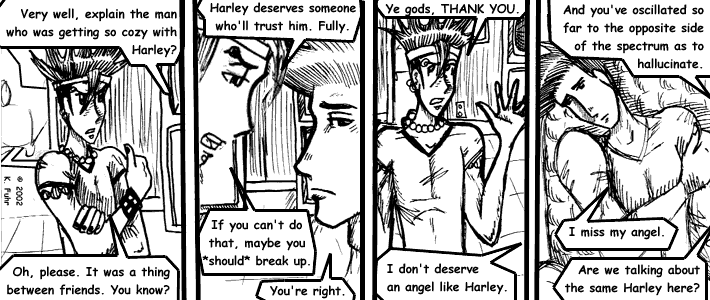 Very well, explain the man
who was getting so cozy with
Harley?
© 2002
K. Fuhr
Oh, please. It was a thing
between friends. You know?
Harley deserves someone
who'll trust him. Fully.
If you can't do
that, maybe you
*should* break up.
You're right.
Ye gods, THANK YOU.
I don't deserve
an angel like Harley.
And you've oscillated so
far to the opposite side
of the spectrum as to
hallucinate.
I miss my angel.
Are we talking about
the same Harley here?